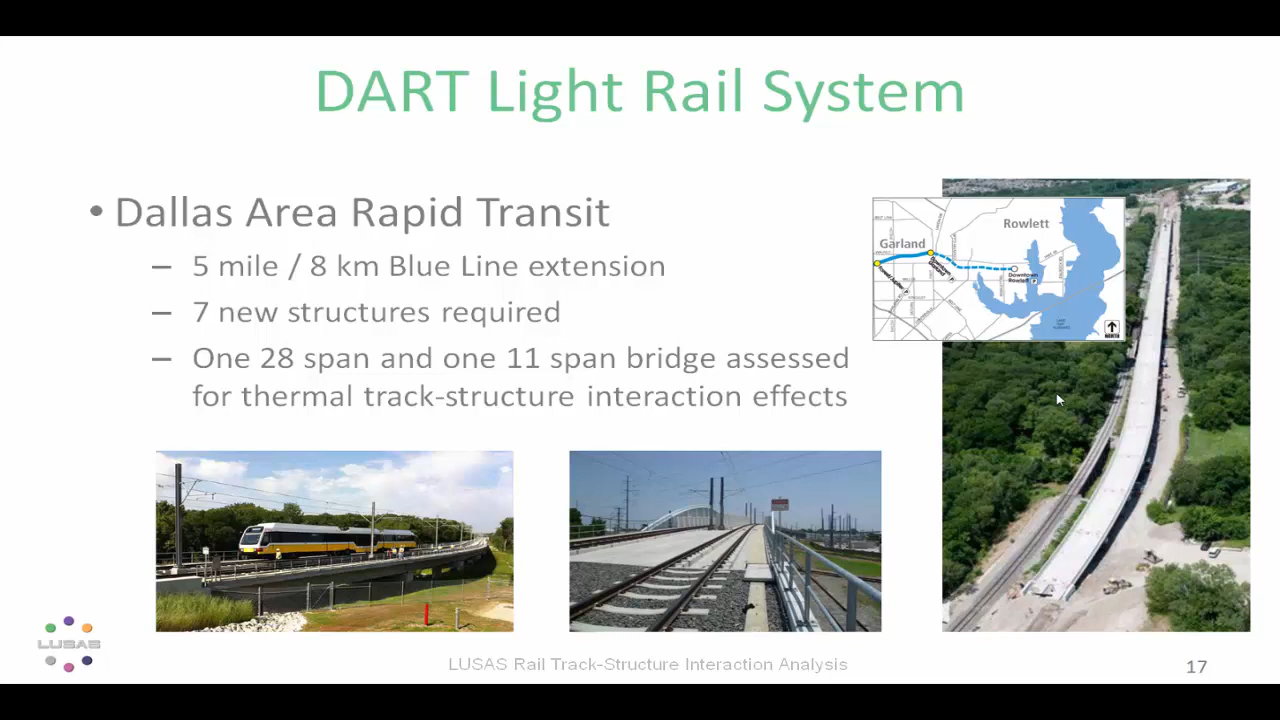 DART Light Rail System
• Dallas Area Rapid Transit
– 5 mile / 8 km Blue Line extension
– 7 new structures required
– One 28 span and one 11 span bridge assessed
for thermal track-structure interaction effects
Rowlett
Garland
Downtown
Garland
Downtown
Rowlett
LUSAS
LUSAS Rail Track-Structure Interaction Analysis
17